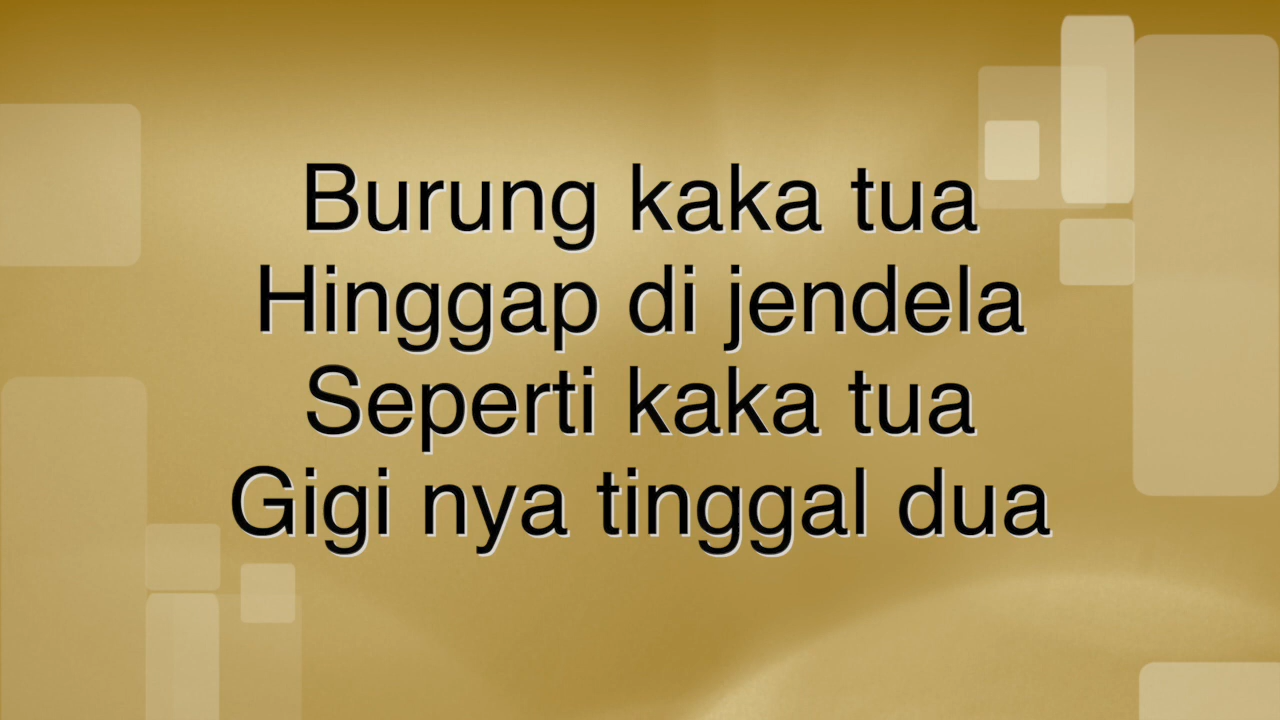 Burung kaka tua
Hinggap di jendela
Seperti kaka tua
Gigi nya tinggal dua